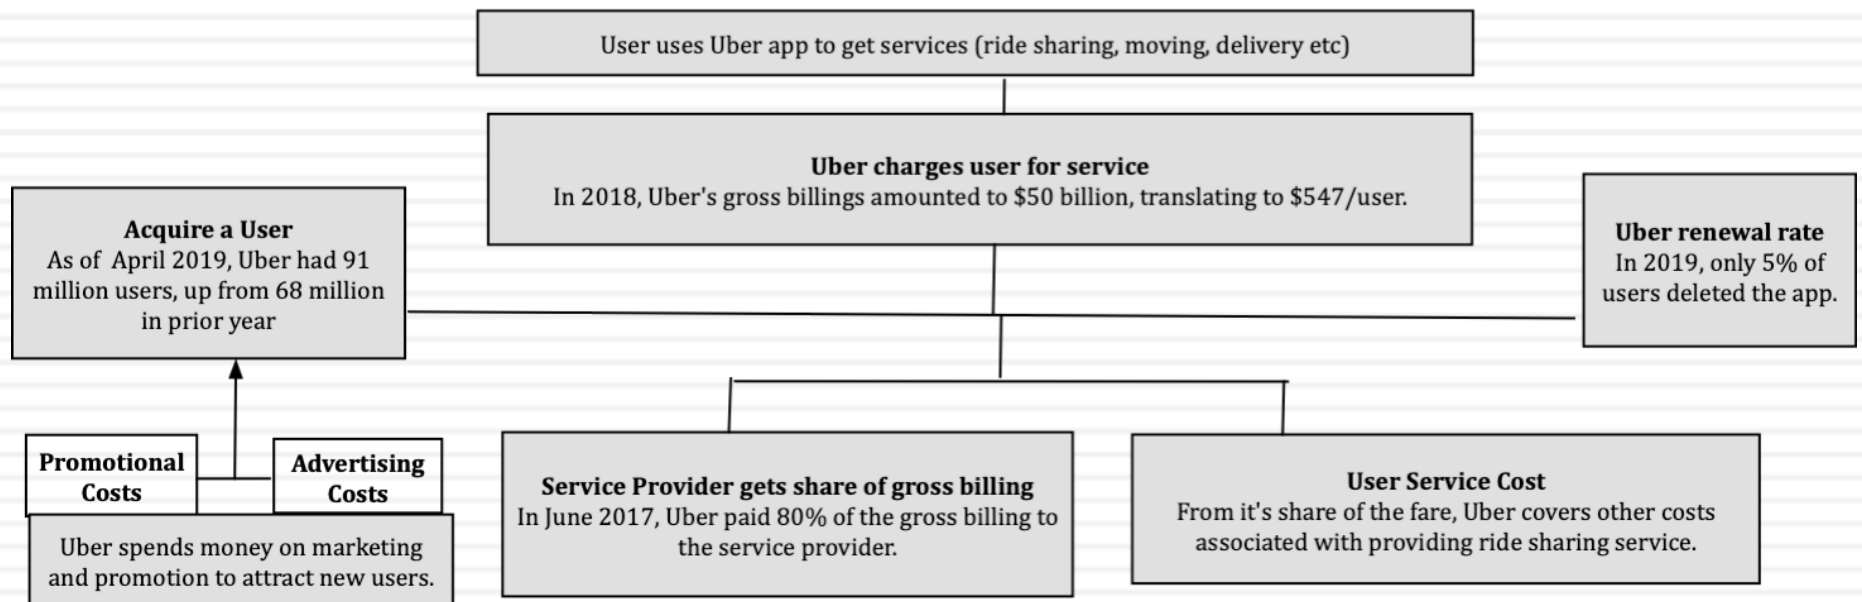 User uses Uber app to get services (ride sharing, moving, delivery etc)
Uber charges user for service
In 2018, Uber's gross billings amounted to $50 billion, translating to $547/user.
Acquire a User
As of April 2019, Uber had 91
million users, up from 68 million
in prior year
Uber renewal rate
In 2019, only 5% of
users deleted the app.
Promotional
Costs
Advertising
Costs
Uber spends money on marketing
and promotion to attract new users.
Service Provider gets share of gross billing
In June 2017, Uber paid 80% of the gross billing to
the service provider.
User Service Cost
From it's share of the fare, Uber covers other costs
associated with providing ride sharing service.